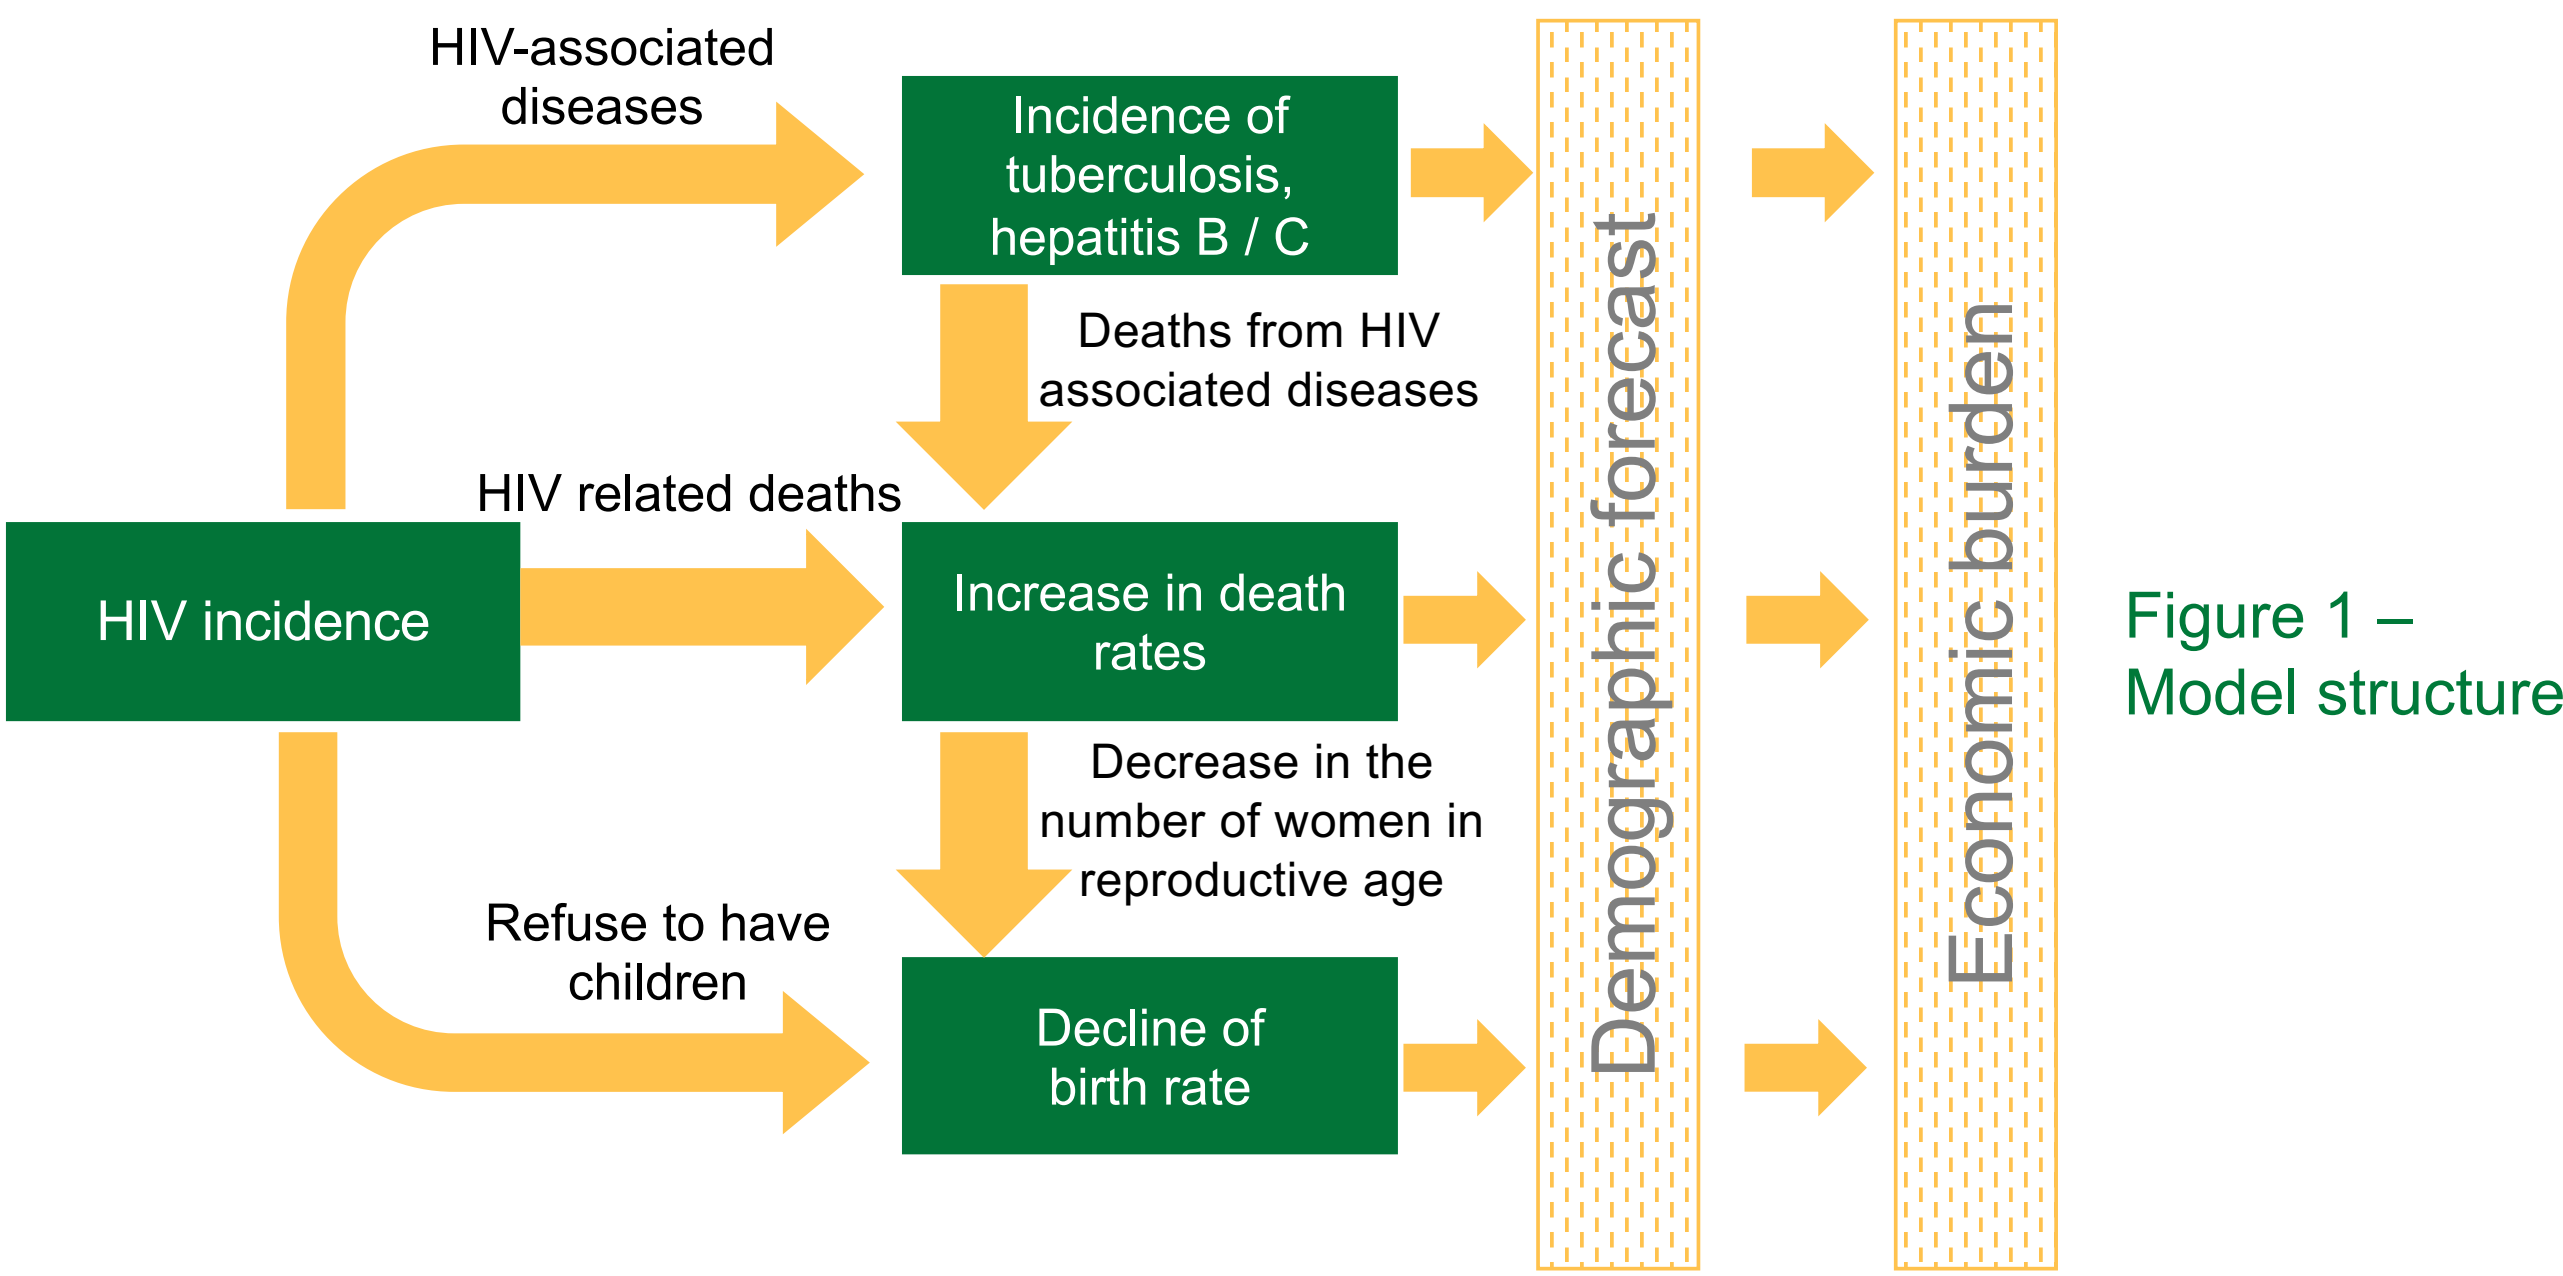 HIV-associated
diseases
Incidence of
tuberculosis,
hepatitis B / C
Deaths from HIV
associated diseases
HIV related deaths
HIV incidence
Increase in death
rates
Decrease in the
number of women in
reproductive age
Refuse to have
children
Decline of
birth rate
Demographic forecast
Economic burden
Figure 1 –
Model structure